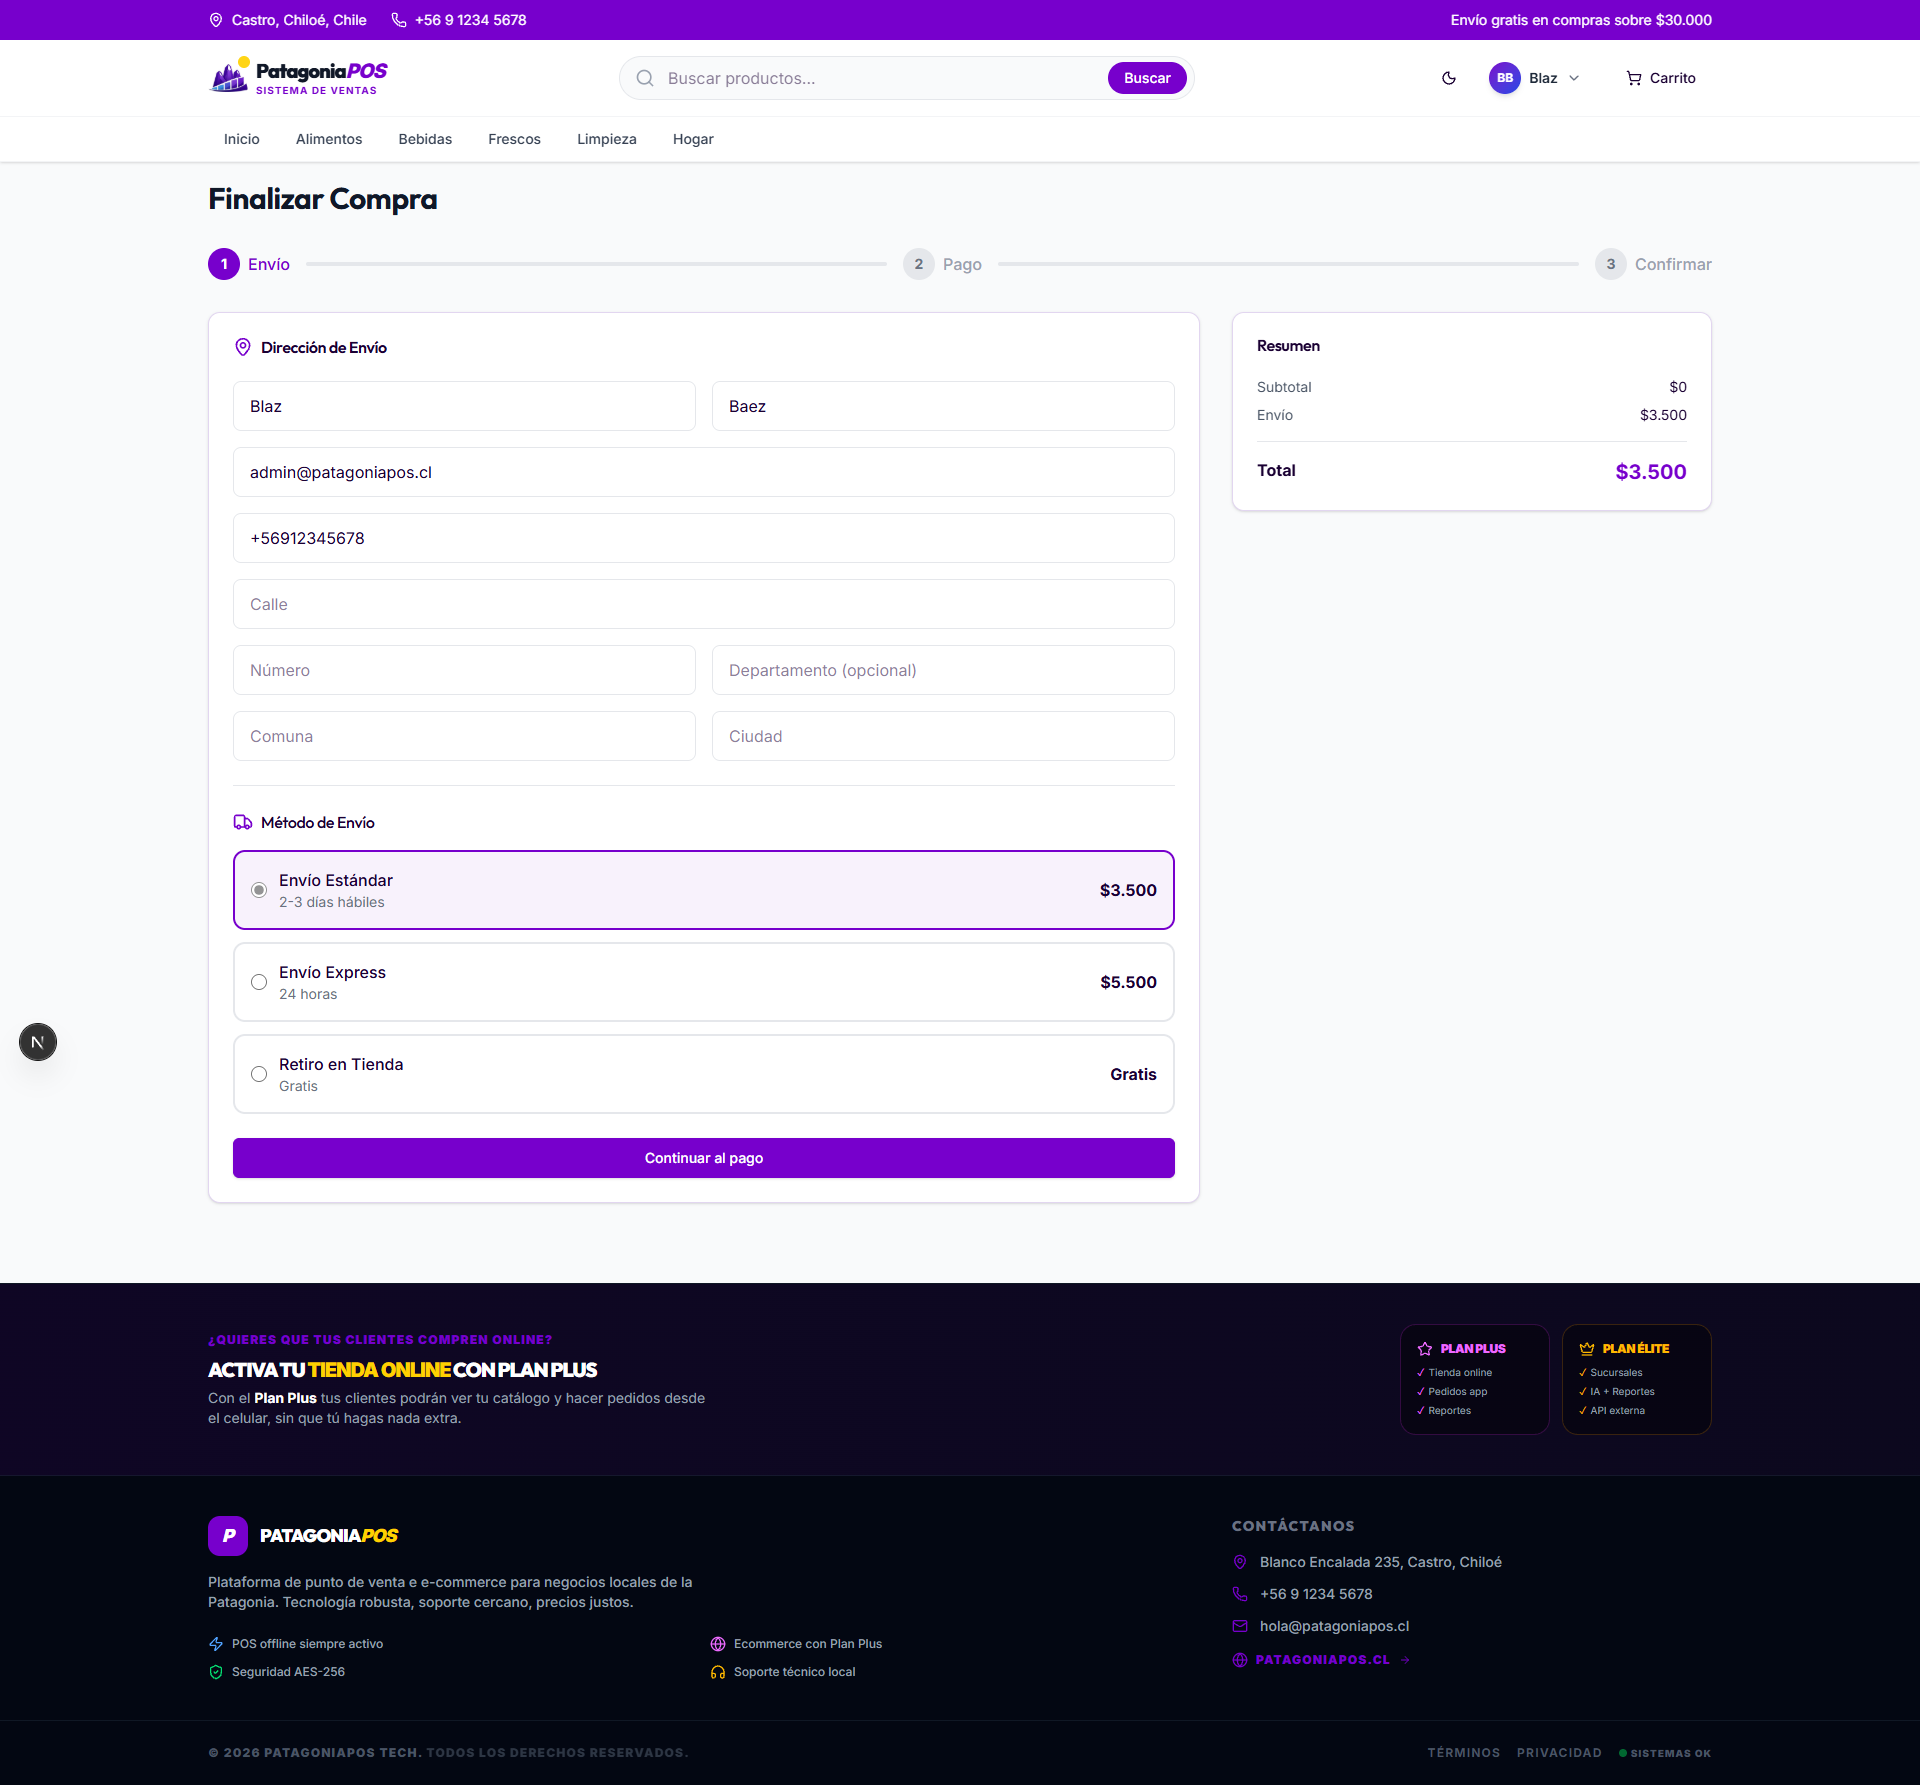 Castro, Chiloé, Chile
+56 9 1234 5678
Envío gratis en compras sobre $30.000
PatagoniaPOS
SISTEMA DE VENTAS
Buscar productos...
Buscar
BB
Blaz
Carrito
Inicio
Alimentos
Bebidas
Frescos
Limpieza
Hogar
Finalizar Compra
1
Envío
2
Pago
3
Confirmar
Dirección de Envío
Blaz
Baez
admin@patagoniapos.cl
+56912345678
Calle
Número
Departamento (opcional)
Comuna
Ciudad
Método de Envío
Envío Estándar
2-3 días hábiles
$3.500
Envío Express
24 horas
$5.500
Retiro en Tienda
Gratis
Gratis
Continuar al pago
Resumen
Subtotal
$0
Envío
$3.500
Total
$3.500
N
¿QUIERES QUE TUS CLIENTES COMPREN ONLINE?
ACTIVA TU TIENDA ONLINE CON PLAN PLUS
Con el Plan Plus tus clientes podrán ver tu catálogo y hacer pedidos desde
el celular, sin que tú hagas nada extra.
PLAN PLUS
✓ Tienda online
✓ Pedidos app
✓ Reportes
PLAN ÉLITE
✓ Sucursales
✓ IA + Reportes
✓ API externa
P
PATAGONIAPOS
Plataforma de punto de venta e e-commerce para negocios locales de la
Patagonia. Tecnología robusta, soporte cercano, precios justos.
POS offline siempre activo
Ecommerce con Plan Plus
Seguridad AES-256
Soporte técnico local
CONTÁCTANOS
Blanco Encalada 235, Castro, Chiloé
+56 9 1234 5678
hola@patagoniapos.cl
PATAGONIAPOS.CL →
© 2026 PATAGONIAPOS TECH. TODOS LOS DERECHOS RESERVADOS.
TÉRMINOS
PRIVACIDAD
SISTEMAS OK